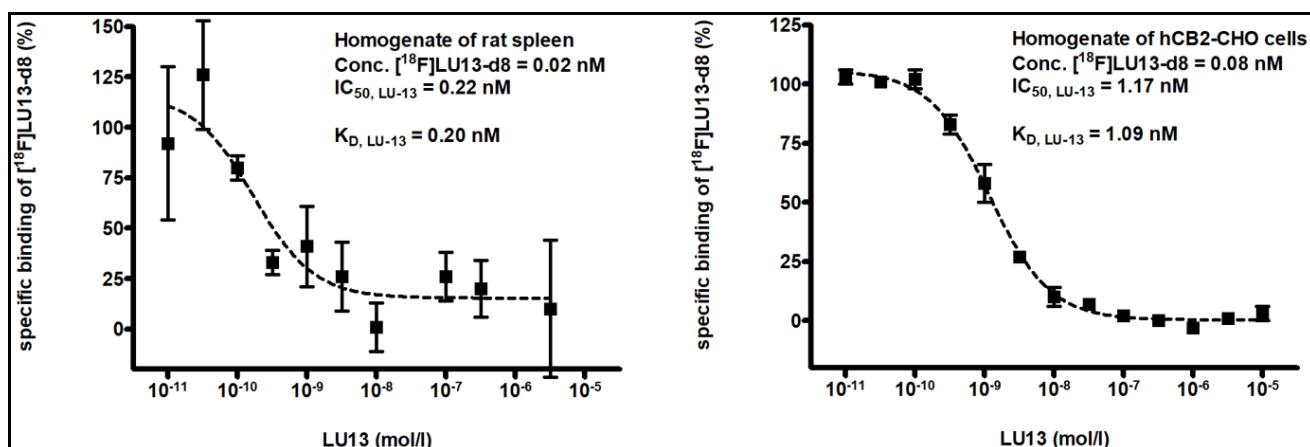 specific binding of [¹⁸F]LU13-d8 (%)
150
125
100
75
50
25
0
Homogenate of rat spleen
Conc. [¹⁸F]LU13-d8 = 0.02 nM
IC₅₀, LU-13 = 0.22 nM
K_D, LU-13 = 0.20 nM
10⁻¹¹ 10⁻¹⁰ 10⁻⁹ 10⁻⁸ 10⁻⁷ 10⁻⁶ 10⁻⁵
LU13 (mol/l)
specific binding of [¹⁸F]LU13-d8 (%)
125
100
75
50
25
0
Homogenate of hCB2-CHO cells
Conc. [¹⁸F]LU13-d8 = 0.08 nM
IC₅₀, LU-13 = 1.17 nM
K_D, LU-13 = 1.09 nM
10⁻¹¹ 10⁻¹⁰ 10⁻⁹ 10⁻⁸ 10⁻⁷ 10⁻⁶ 10⁻⁵
LU13 (mol/l)